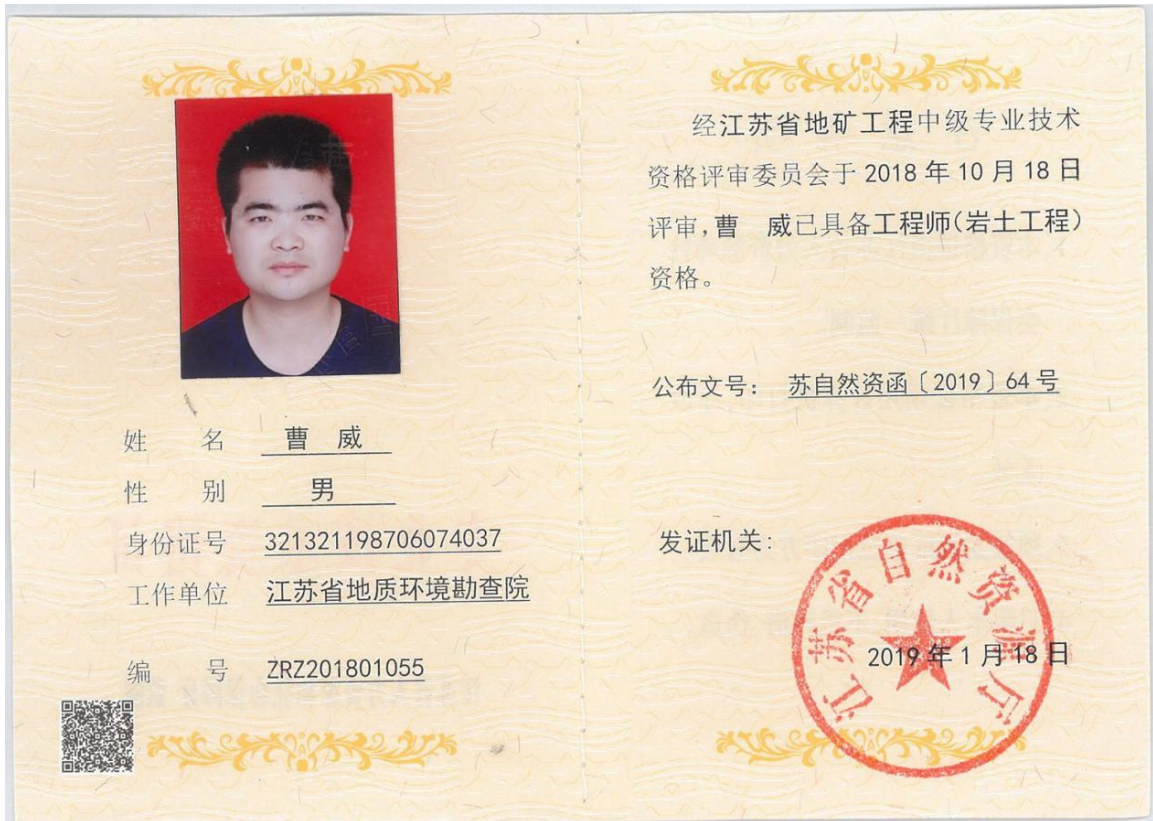 姓 名 曹 威
性 别 男
身份证号 321321198706074037
工作单位 江苏省地质环境勘查院
编 号 ZRZ201801055
经江苏省地矿工程中级专业技术
资格评审委员会于 2018 年 10 月 18 日
评审,曹 威已具备工程师(岩土工程)
资格。
公布文号: 苏自然资函〔2019〕64 号
发证机关:
江苏省自然资源厅
2019 年 1 月 18 日